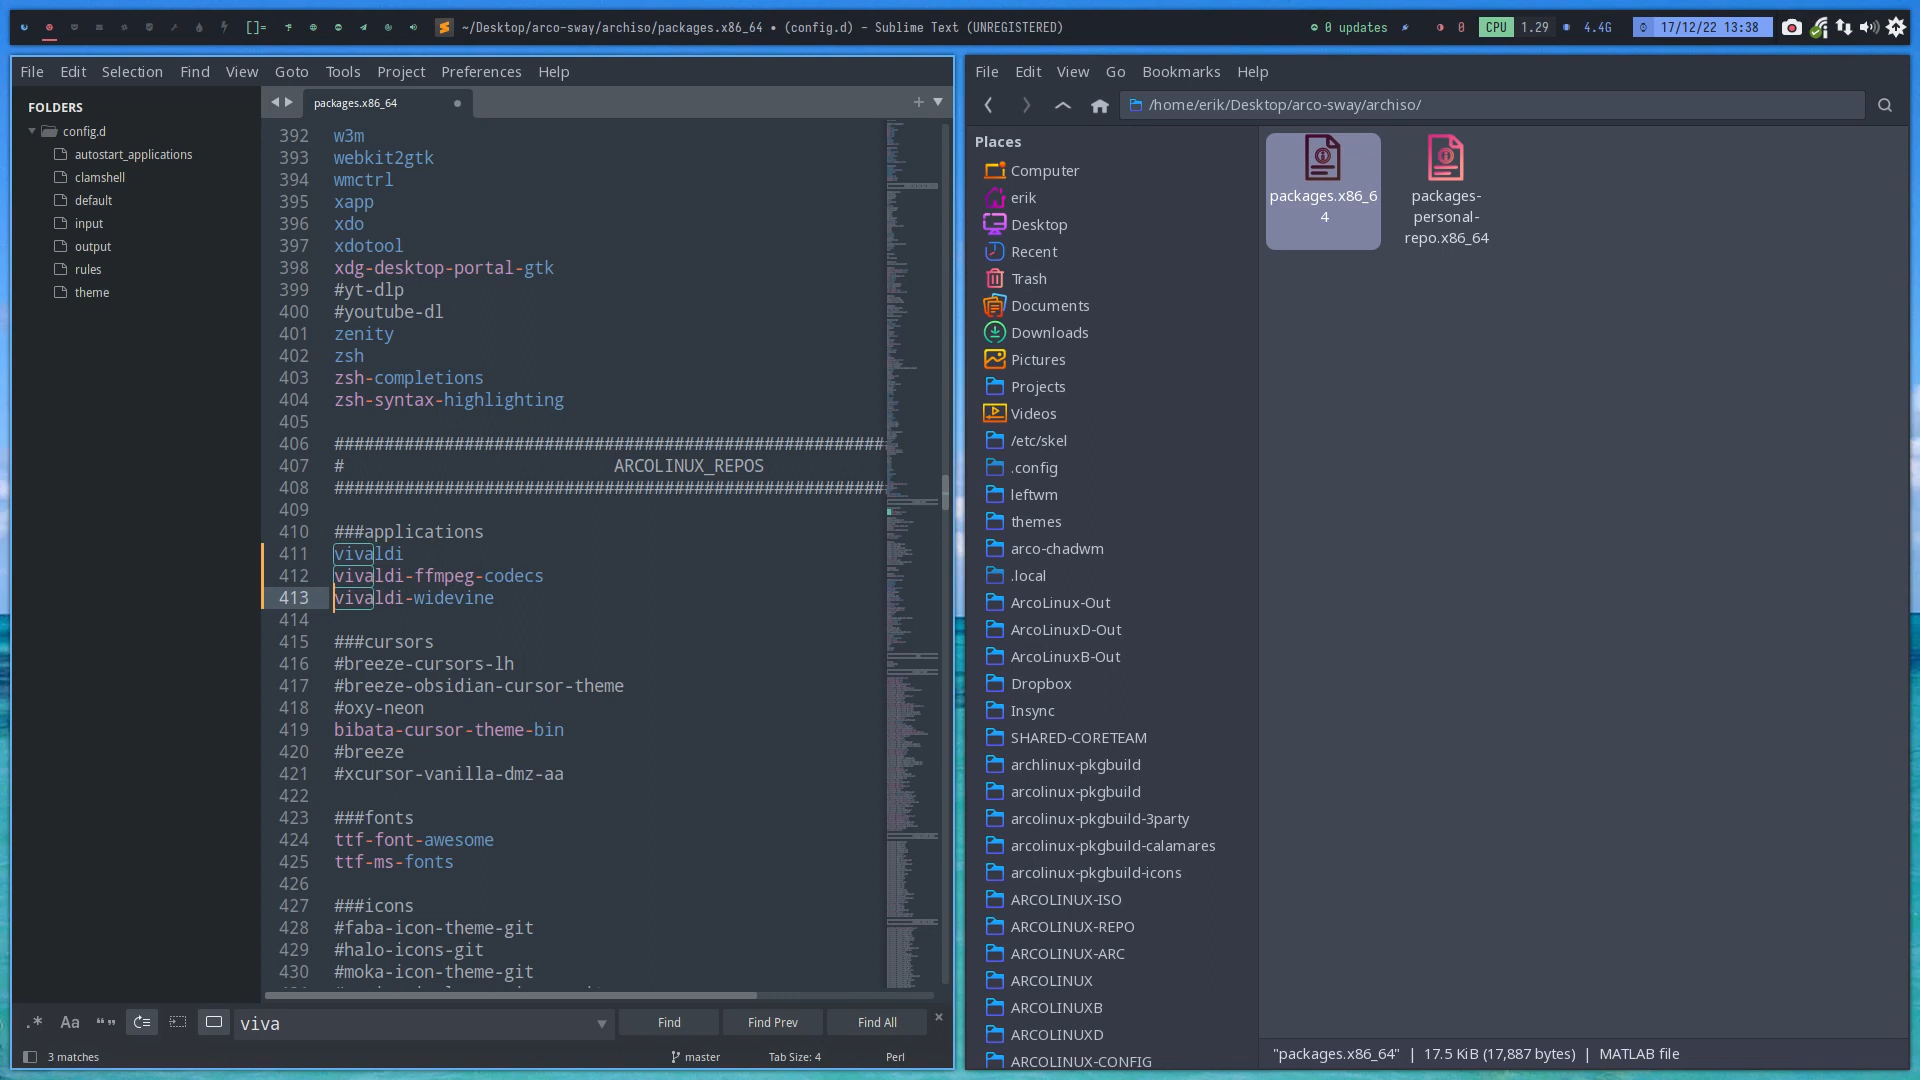 []=
~/Desktop/arco-sway/archiso/packages.x86_64 • (config.d) - Sublime Text (UNREGISTERED)
0 updates
0
CPU 1.29
4.4G
17/12/22 13:38
File Edit Selection Find View Goto Tools Project Preferences Help
FOLDERS
config.d
autostart_applications
clamshell
default
input
output
rules
theme
packages.x86_64
392 w3m
393 webkit2gtk
394 wmctrl
395 xapp
396 xdo
397 xdotool
398 xdg-desktop-portal-gtk
399 #yt-dlp
400 #youtube-dl
401 zenity
402 zsh
403 zsh-completions
404 zsh-syntax-highlighting
405
406 #######################################################
407 # ARCOLINUX_REPOS
408 #######################################################
409
410 ###applications
411 vivaldi
412 vivaldi-ffmpeg-codecs
413 vivaldi-widevine
414
415 ###cursors
416 #breeze-cursors-lh
417 #breeze-obsidian-cursor-theme
418 #oxy-neon
419 bibata-cursor-theme-bin
420 #breeze
421 #xcursor-vanilla-dmz-aa
422
423 ###fonts
424 ttf-font-awesome
425 ttf-ms-fonts
426
427 ###icons
428 #faba-icon-theme-git
429 #halo-icons-git
430 #moka-icon-theme-git
.* Aa “” viva Find Find Prev Find All
3 matches master Tab Size: 4 Perl
File Edit View Go Bookmarks Help
/home/erik/Desktop/arco-sway/archiso/
Places
Computer
erik
Desktop
Recent
Trash
Documents
Downloads
Pictures
Projects
Videos
/etc/skel
.config
leftwm
themes
arco-chadwm
.local
ArcoLinux-Out
ArcoLinuxD-Out
ArcoLinuxB-Out
Dropbox
Insync
SHARED-CORETEAM
archlinux-pkgbuild
arcolinux-pkgbuild
arcolinux-pkgbuild-3party
arcolinux-pkgbuild-calamares
arcolinux-pkgbuild-icons
ARCOLINUX-ISO
ARCOLINUX-REPO
ARCOLINUX-ARC
ARCOLINUX
ARCOLINUXB
ARCOLINUXD
ARCOLINUX-CONFIG
packages.x86_6
4
packages-
personal-
repo.x86_64
"packages.x86_64" | 17.5 KiB (17,887 bytes) | MATLAB file